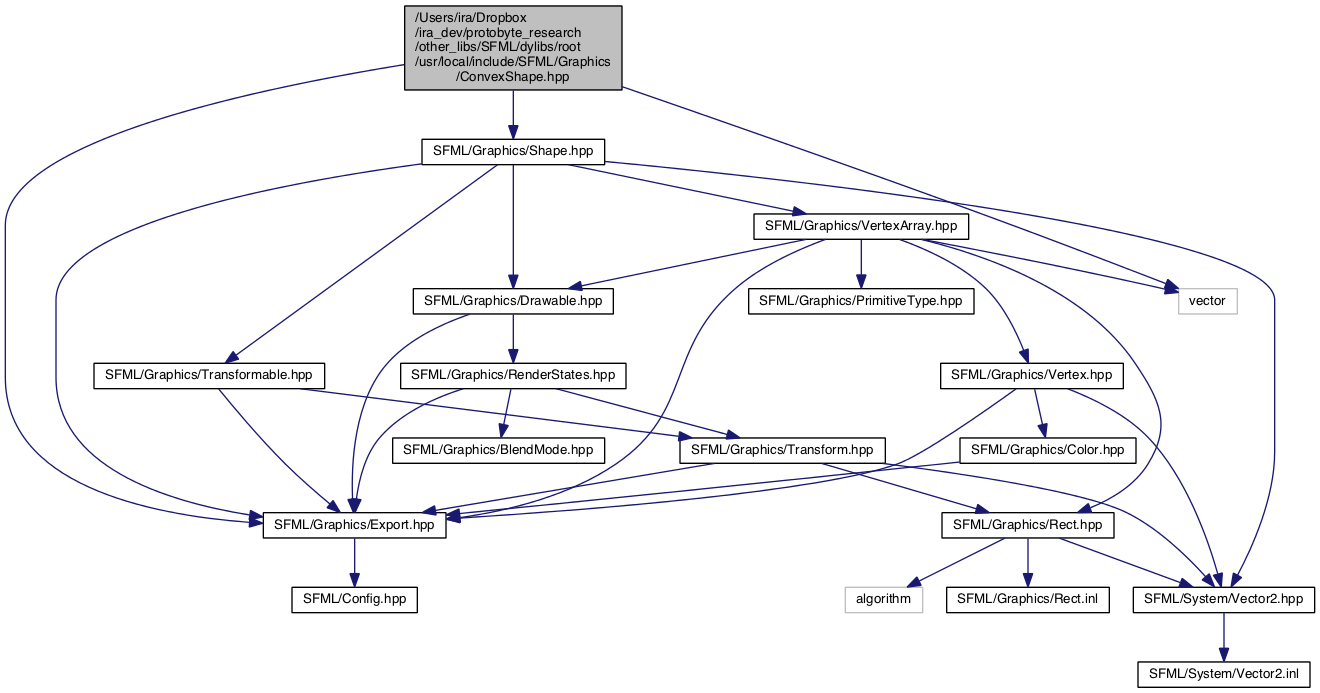 /Users/ira/Dropbox
/ira_dev/protobyte_research
/other_libs/SFML/dylibs/root
/usr/local/include/SFML/Graphics
/ConvexShape.hpp
SFML/Graphics/Shape.hpp
SFML/Graphics/VertexArray.hpp
SFML/Graphics/Drawable.hpp
SFML/Graphics/PrimitiveType.hpp
vector
SFML/Graphics/Transformable.hpp
SFML/Graphics/RenderStates.hpp
SFML/Graphics/Vertex.hpp
SFML/Graphics/BlendMode.hpp
SFML/Graphics/Transform.hpp
SFML/Graphics/Color.hpp
SFML/Graphics/Export.hpp
SFML/Graphics/Rect.hpp
SFML/Config.hpp
algorithm
SFML/Graphics/Rect.inl
SFML/System/Vector2.hpp
SFML/System/Vector2.inl